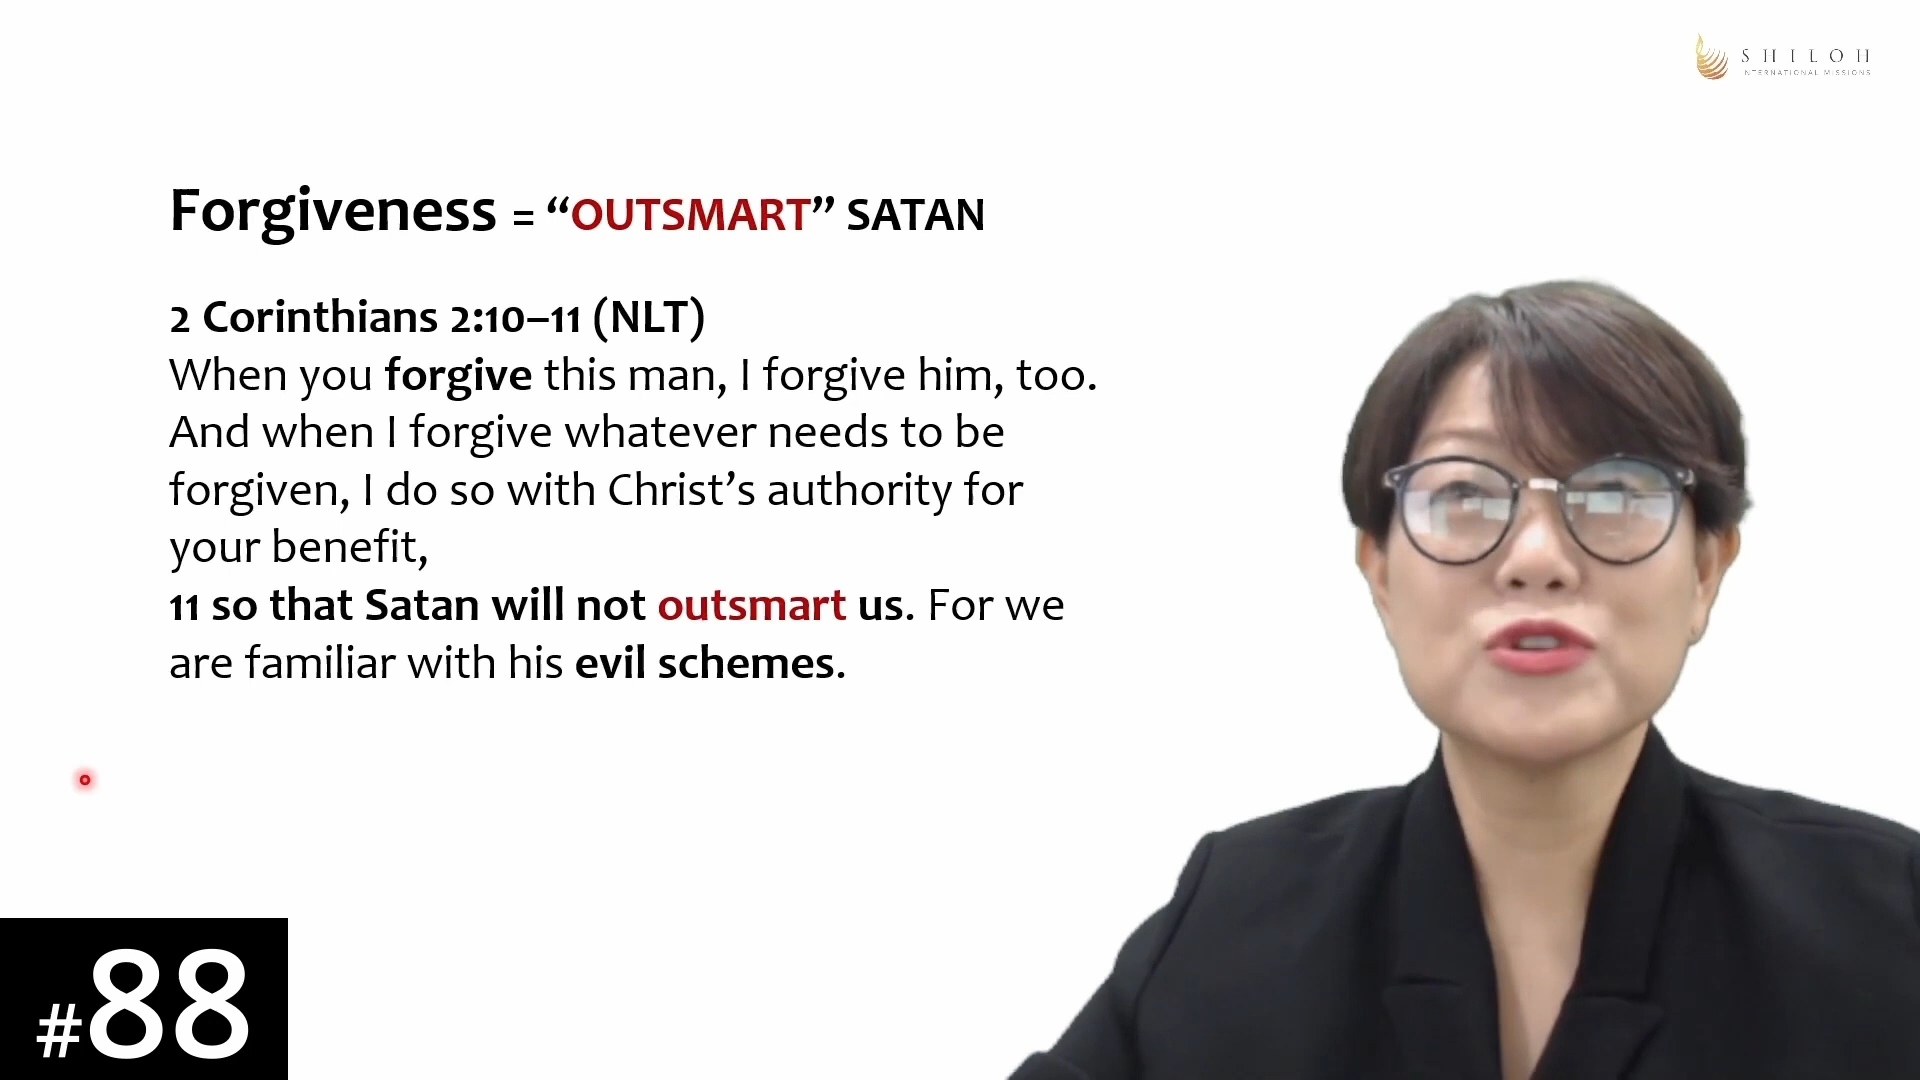 SHILOH
INTERNATIONAL MISSIONS
Forgiveness = “OUTSMART” SATAN
2 Corinthians 2:10–11 (NLT)
When you forgive this man, I forgive him, too.
And when I forgive whatever needs to be
forgiven, I do so with Christ’s authority for
your benefit,
11 so that Satan will not outsmart us. For we
are familiar with his evil schemes.
#88